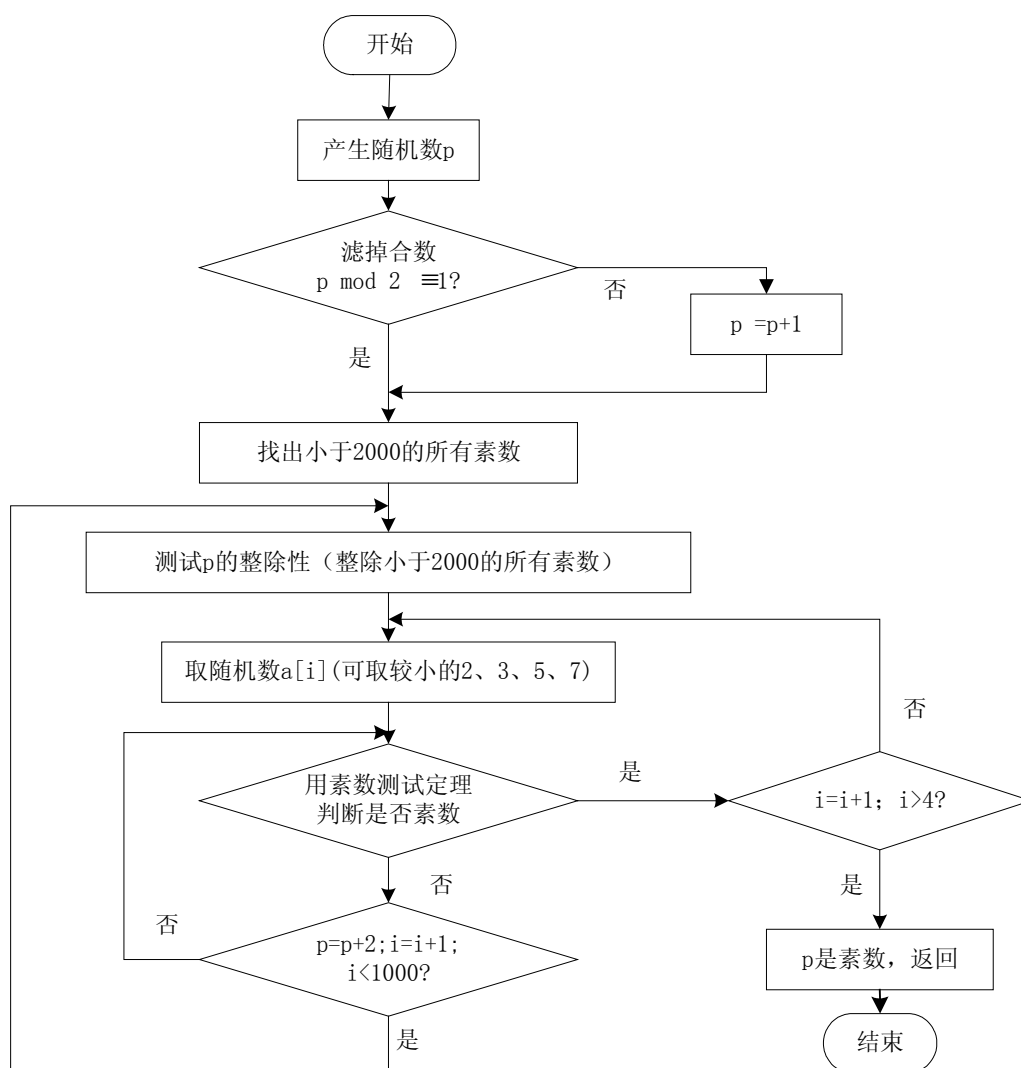 开始
产生随机数p
滤掉合数
p mod 2 ≡1?
否
p =p+1
是
找出小于2000的所有素数
测试p的整除性（整除小于2000的所有素数）
取随机数a[i](可取较小的2、3、5、7)
否
用素数测试定理
判断是否素数
是
i=i+1; i>4?
否
是
否
p=p+2;i=i+1;
i<1000?
p是素数，返回
是
结束